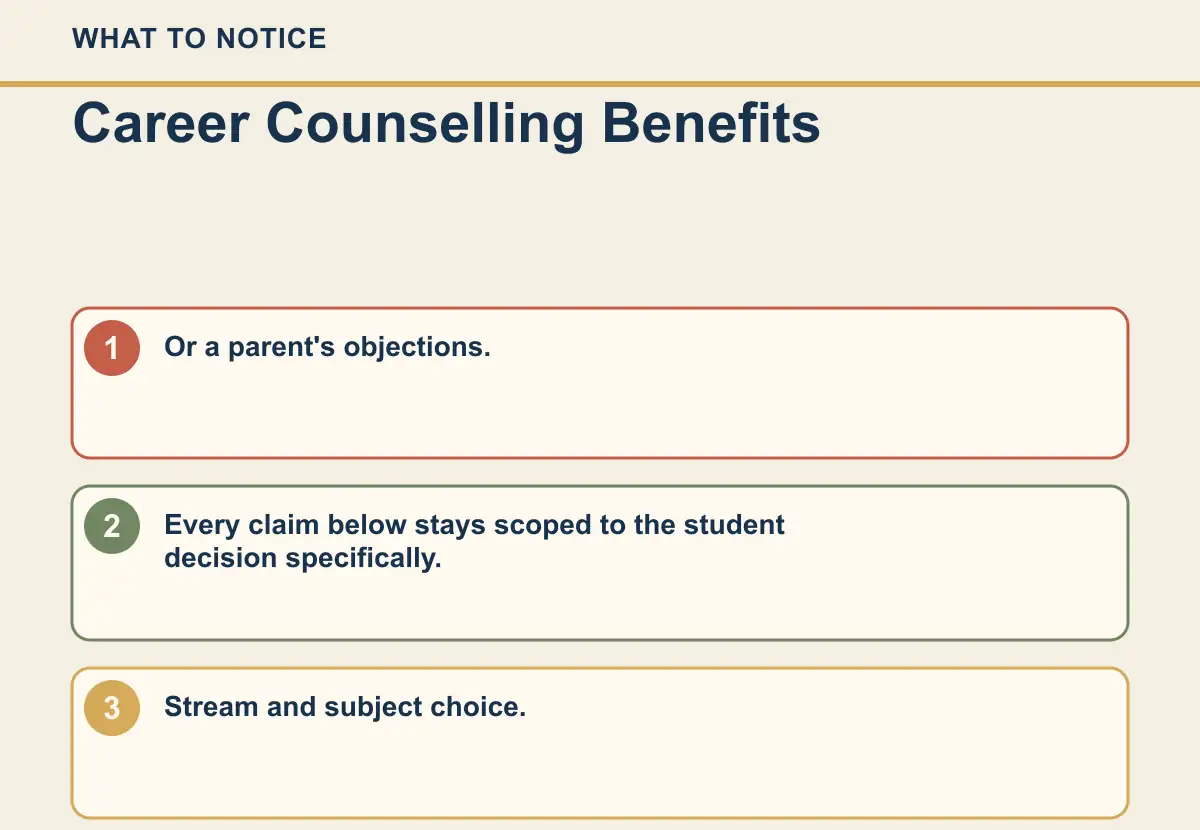 WHAT TO NOTICE
Career Counselling Benefits
1
Or a parent's objections.
2
Every claim below stays scoped to the student
decision specifically.
3
Stream and subject choice.